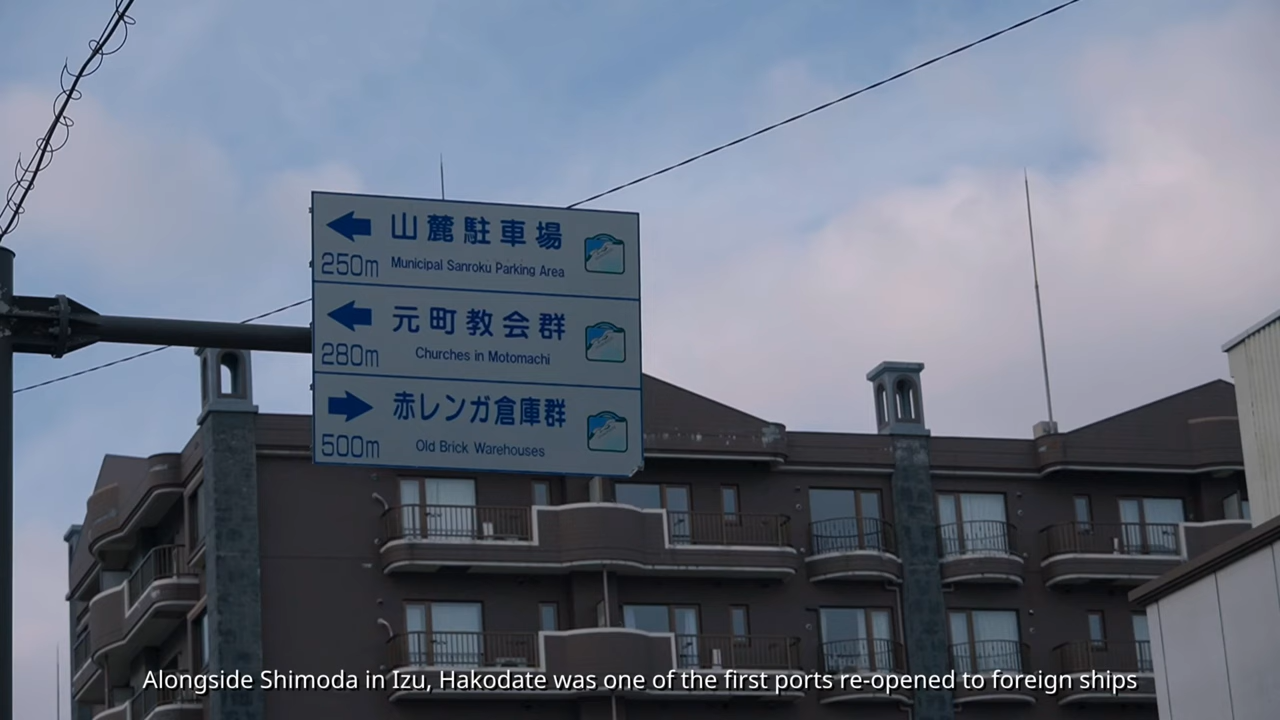 山麓駐車場
250m Municipal Sanroku Parking Area
元町教会群
280m Churches in Motomachi
赤レンガ倉庫群
500m Old Brick Warehouses
Alongside Shimoda in Izu, Hakodate was one of the first ports re-opened to foreign ships